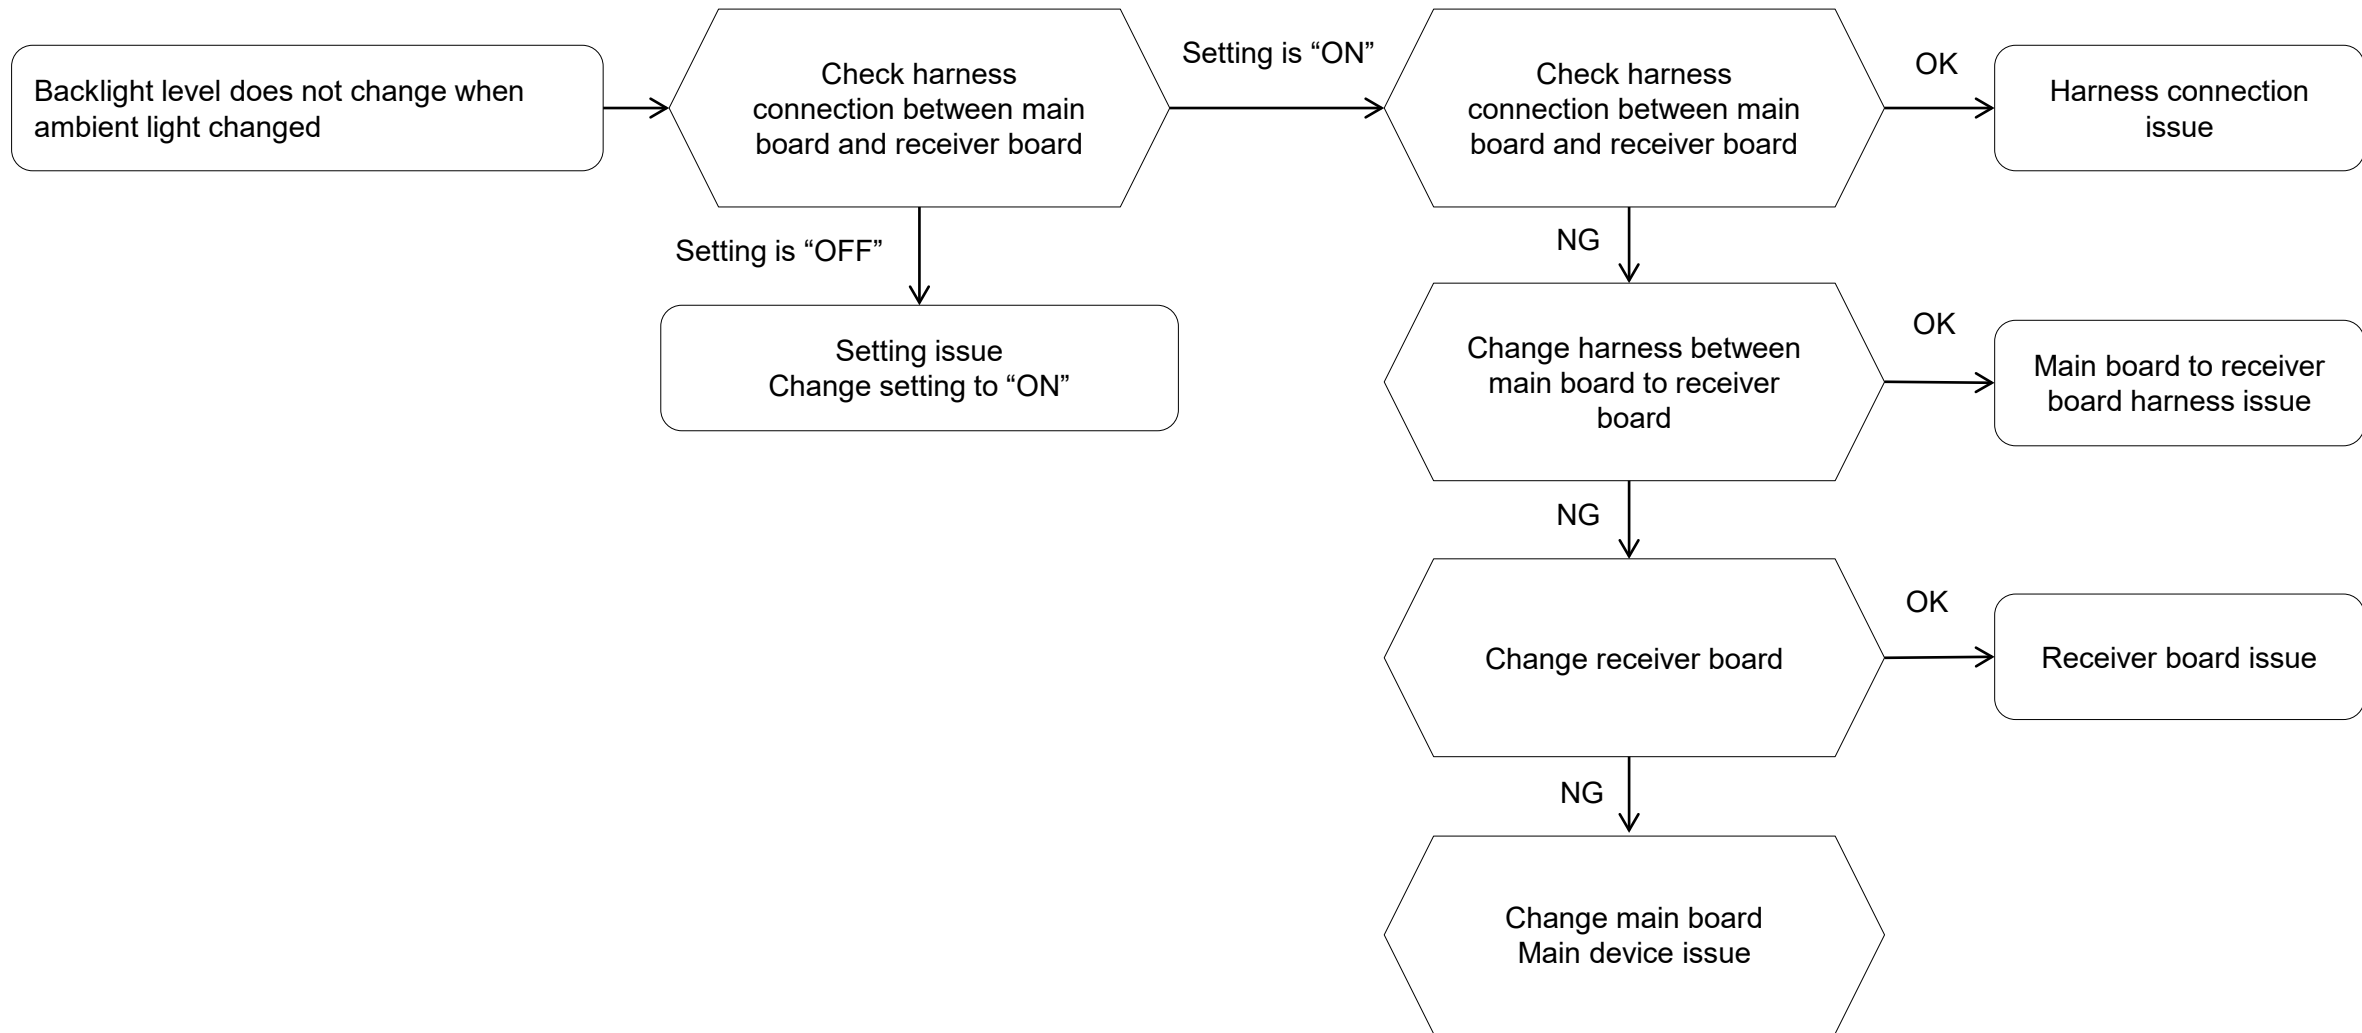 Backlight level does not change when
ambient light changed
Check harness
connection between main
board and receiver board
Setting is “ON”
Check harness
connection between main
board and receiver board
OK
Harness connection
issue
Setting is “OFF”
Setting issue
Change setting to “ON”
NG
Change harness between
main board to receiver
board
OK
Main board to receiver
board harness issue
NG
Change receiver board
OK
Receiver board issue
NG
Change main board
Main device issue